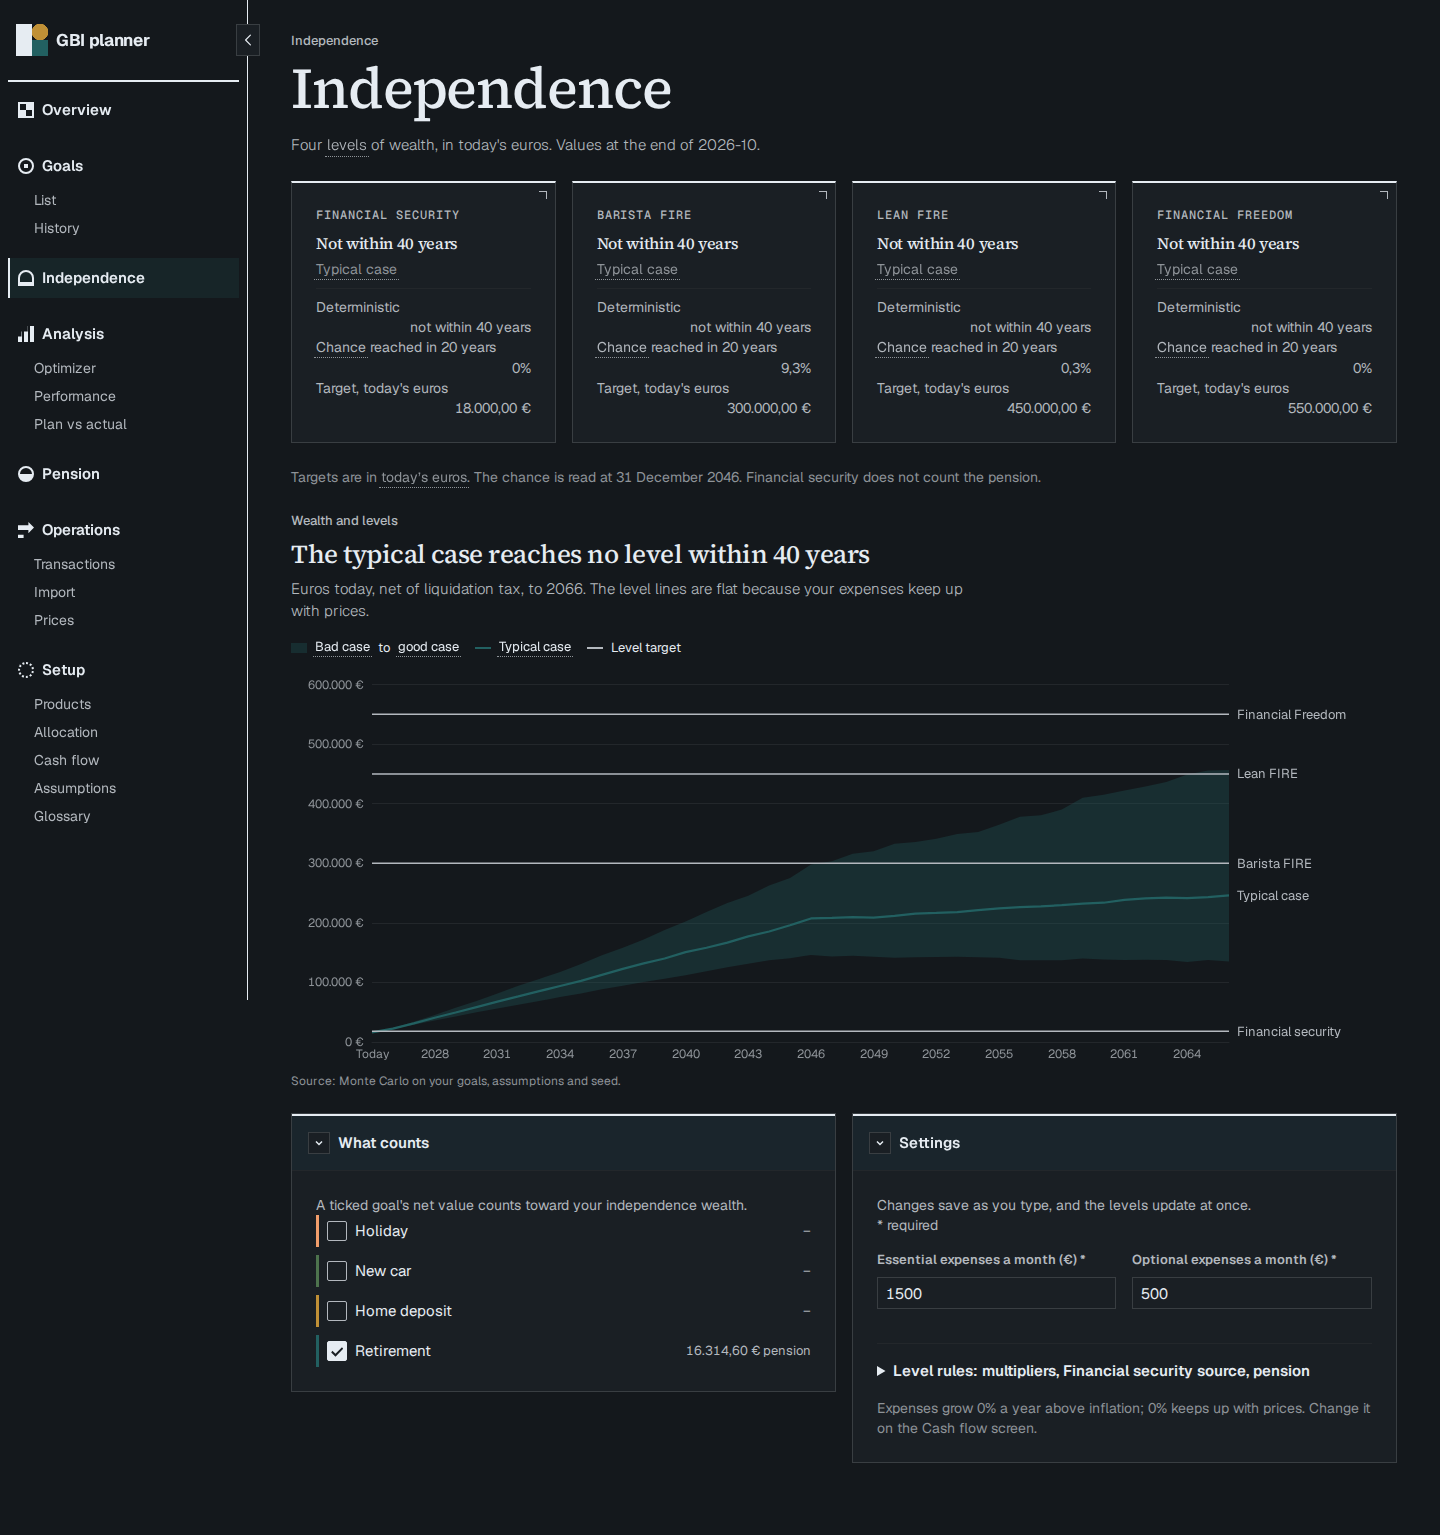 GBI planner
Overview
Goals
List
History
Independence
Analysis
Optimizer
Performance
Plan vs actual
Pension
Operations
Transactions
Import
Prices
Setup
Products
Allocation
Cash flow
Assumptions
Glossary
Independence
Independence
Four levels of wealth, in today's euros. Values at the end of 2026-10.
FINANCIAL SECURITY
Not within 40 years
Typical case
Deterministic
not within 40 years
Chance reached in 20 years
0%
Target, today's euros
18.000,00 €
BARISTA FIRE
Not within 40 years
Typical case
Deterministic
not within 40 years
Chance reached in 20 years
9,3%
Target, today's euros
300.000,00 €
LEAN FIRE
Not within 40 years
Typical case
Deterministic
not within 40 years
Chance reached in 20 years
0,3%
Target, today's euros
450.000,00 €
FINANCIAL FREEDOM
Not within 40 years
Typical case
Deterministic
not within 40 years
Chance reached in 20 years
0%
Target, today's euros
550.000,00 €
Targets are in today's euros. The chance is read at 31 December 2046. Financial security does not count the pension.
Wealth and levels
The typical case reaches no level within 40 years
Euros today, net of liquidation tax, to 2066. The level lines are flat because your expenses keep up
with prices.
Bad case to good case Typical case Level target
600.000 €
Financial Freedom
500.000 €
Lean FIRE
400.000 €
300.000 €
Barista FIRE
Typical case
200.000 €
100.000 €
Financial security
0 €
Today 2028 2031 2034 2037 2040 2043 2046 2049 2052 2055 2058 2061 2064
Source: Monte Carlo on your goals, assumptions and seed.
What counts
A ticked goal's net value counts toward your independence wealth.
Holiday –
New car –
Home deposit –
Retirement 16.314,60 € pension
Settings
Changes save as you type, and the levels update at once.
* required
Essential expenses a month (€) * Optional expenses a month (€) *
1500 500
Level rules: multipliers, Financial security source, pension
Expenses grow 0% a year above inflation; 0% keeps up with prices. Change it
on the Cash flow screen.